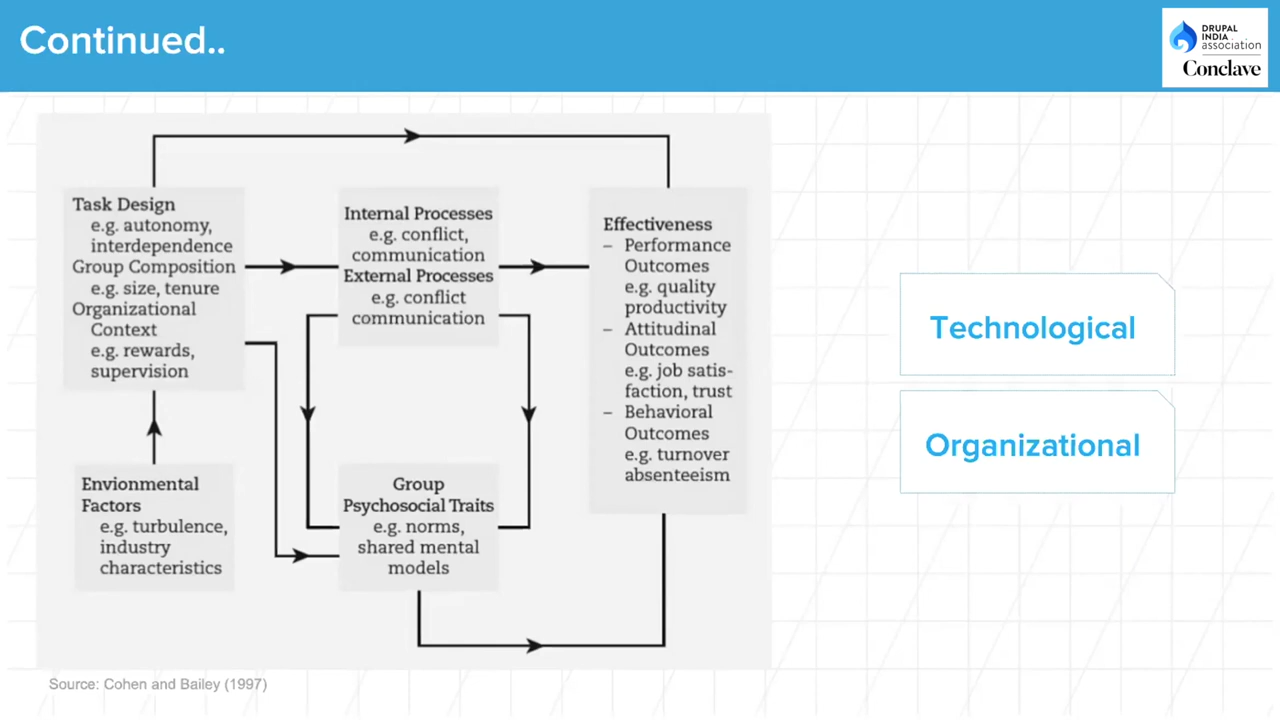 Continued..
DRUPAL
INDIA
association
Conclave
Task Design
e.g. autonomy,
interdependence
Group Composition
e.g. size, tenure
Organizational
Context
e.g. rewards,
supervision
Internal Processes
e.g. conflict,
communication
External Processes
e.g. conflict
communication
Effectiveness
– Performance
Outcomes
e.g. quality
productivity
– Attitudinal
Outcomes
e.g. job satis-
faction, trust
– Behavioral
Outcomes
e.g. turnover
absenteeism
Envionmental
Factors
e.g. turbulence,
industry
characteristics
Group
Psychosocial Traits
e.g. norms,
shared mental
models
Technological
Organizational
Source: Cohen and Bailey (1997)